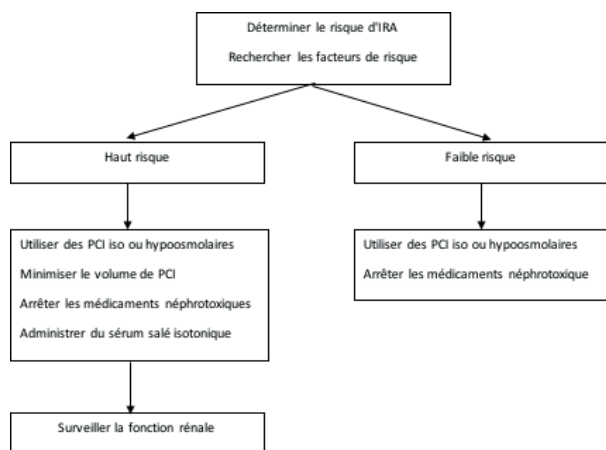 Déterminer le risque d'IRA
Rechercher les facteurs de risque
Haut risque
Faible risque
Utiliser des PCI iso ou hypoosmolaires
Minimiser le volume de PCI
Arrêter les médicaments néphrotoxiques
Administrer du sérum salé isotonique
Utiliser des PCI iso ou hypoosmolaires
Arrêter les médicaments néphrotoxique
Surveiller la fonction rénale